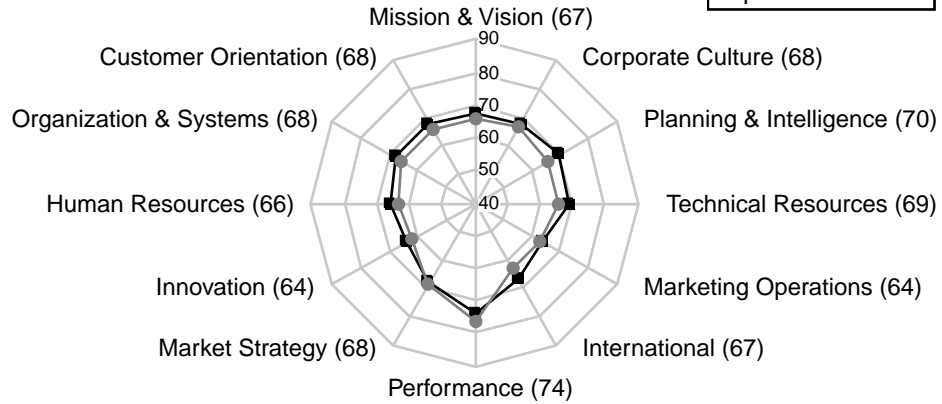 Mission & Vision (67)
Customer Orientation (68)
Corporate Culture (68)
Organization & Systems (68)
Planning & Intelligence (70)
Human Resources (66)
Technical Resources (69)
Innovation (64)
Marketing Operations (64)
Market Strategy (68)
International (67)
Performance (74)
90
80
70
60
50
40